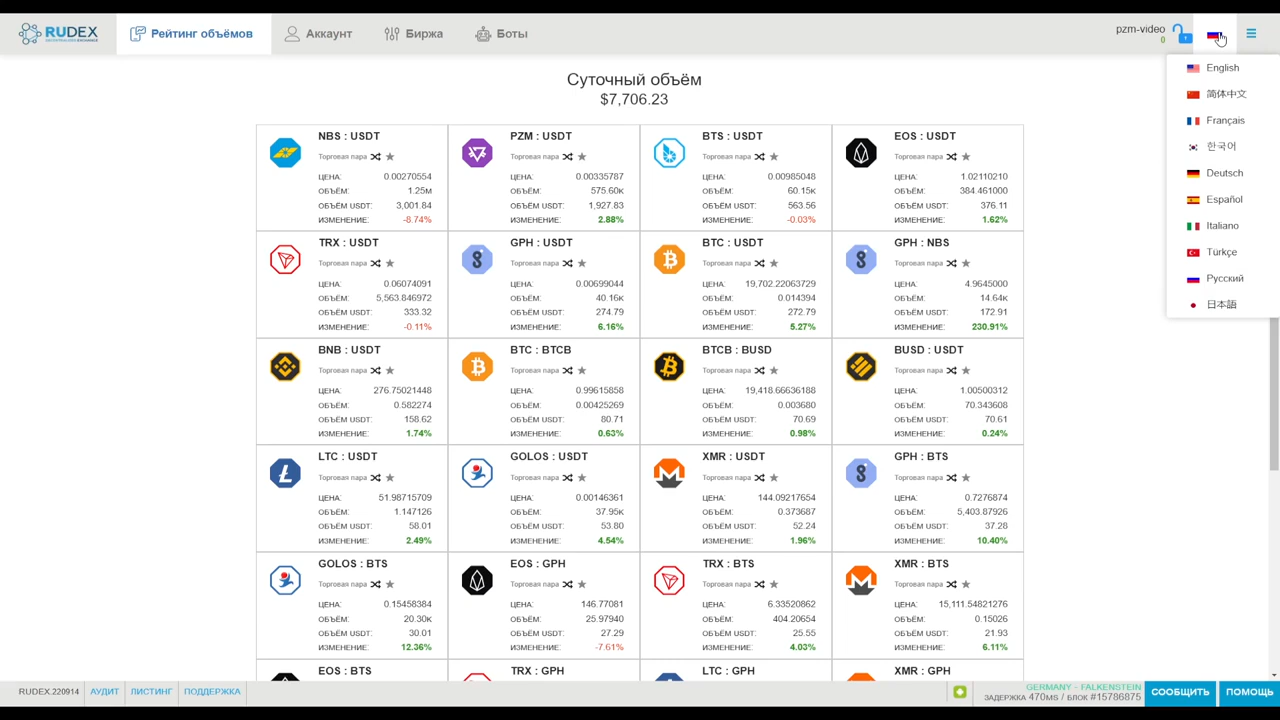 RUDEX
Рейтинг объёмов
Аккаунт
Биржа
Боты
pzm-video
0
English
简体中文
Français
한국어
Deutsch
Español
Italiano
Türkçe
Русский
日本語
Суточный объём
$7,706.23
NBS : USDT
Торговая пара
ЦЕНА: 0.00270554
ОБЪЁМ: 1.25M
ОБЪЁМ USDT: 3,001.84
ИЗМЕНЕНИЕ: -8.74%
PZM : USDT
Торговая пара
ЦЕНА: 0.00335787
ОБЪЁМ: 575.60K
ОБЪЁМ USDT: 1,927.83
ИЗМЕНЕНИЕ: 2.88%
BTS : USDT
Торговая пара
ЦЕНА: 0.00985048
ОБЪЁМ: 60.15K
ОБЪЁМ USDT: 563.56
ИЗМЕНЕНИЕ: -0.03%
EOS : USDT
Торговая пара
ЦЕНА: 1.02110210
ОБЪЁМ: 384.461000
ОБЪЁМ USDT: 376.11
ИЗМЕНЕНИЕ: 1.62%
TRX : USDT
Торговая пара
ЦЕНА: 0.06074091
ОБЪЁМ: 5,563.846972
ОБЪЁМ USDT: 333.32
ИЗМЕНЕНИЕ: -0.11%
GPH : USDT
Торговая пара
ЦЕНА: 0.00699044
ОБЪЁМ: 40.16K
ОБЪЁМ USDT: 274.79
ИЗМЕНЕНИЕ: 6.16%
BTC : USDT
Торговая пара
ЦЕНА: 19,702.22063729
ОБЪЁМ: 0.014394
ОБЪЁМ USDT: 272.79
ИЗМЕНЕНИЕ: 5.27%
GPH : NBS
Торговая пара
ЦЕНА: 4.9645000
ОБЪЁМ: 14.64K
ОБЪЁМ USDT: 172.91
ИЗМЕНЕНИЕ: 230.91%
BNB : USDT
Торговая пара
ЦЕНА: 276.75021448
ОБЪЁМ: 0.582274
ОБЪЁМ USDT: 158.62
ИЗМЕНЕНИЕ: 1.74%
BTC : BTCB
Торговая пара
ЦЕНА: 0.99615858
ОБЪЁМ: 0.00425269
ОБЪЁМ USDT: 80.71
ИЗМЕНЕНИЕ: 0.63%
BTCB : BUSD
Торговая пара
ЦЕНА: 19,418.66636188
ОБЪЁМ: 0.003680
ОБЪЁМ USDT: 70.69
ИЗМЕНЕНИЕ: 0.98%
BUSD : USDT
Торговая пара
ЦЕНА: 1.00500312
ОБЪЁМ: 70.343608
ОБЪЁМ USDT: 70.61
ИЗМЕНЕНИЕ: 0.24%
LTC : USDT
Торговая пара
ЦЕНА: 51.98715709
ОБЪЁМ: 1.147126
ОБЪЁМ USDT: 58.01
ИЗМЕНЕНИЕ: 2.49%
GOLOS : USDT
Торговая пара
ЦЕНА: 0.00146361
ОБЪЁМ: 37.95K
ОБЪЁМ USDT: 53.80
ИЗМЕНЕНИЕ: 4.54%
XMR : USDT
Торговая пара
ЦЕНА: 144.09217654
ОБЪЁМ: 0.373687
ОБЪЁМ USDT: 52.24
ИЗМЕНЕНИЕ: 1.96%
GPH : BTS
Торговая пара
ЦЕНА: 0.7276874
ОБЪЁМ: 5,403.87926
ОБЪЁМ USDT: 37.28
ИЗМЕНЕНИЕ: 10.40%
GOLOS : BTS
Торговая пара
ЦЕНА: 0.15458384
ОБЪЁМ: 20.30K
ОБЪЁМ USDT: 30.01
ИЗМЕНЕНИЕ: 12.36%
EOS : GPH
Торговая пара
ЦЕНА: 146.77081
ОБЪЁМ: 25.97940
ОБЪЁМ USDT: 27.29
ИЗМЕНЕНИЕ: -7.61%
TRX : BTS
Торговая пара
ЦЕНА: 6.33520862
ОБЪЁМ: 404.20654
ОБЪЁМ USDT: 25.55
ИЗМЕНЕНИЕ: 4.03%
XMR : BTS
Торговая пара
ЦЕНА: 15,111.54821276
ОБЪЁМ: 0.15026
ОБЪЁМ USDT: 21.93
ИЗМЕНЕНИЕ: 6.11%
EOS : BTS
TRX : GPH
LTC : GPH
XMR : GPH
RUDEX.220914
АУДИТ
ЛИСТИНГ
ПОДДЕРЖКА
GERMANY - FALKENSTEIN
ЗАДЕРЖКА 470MS / БЛОК #15786875
СООБЩИТЬ
ПОМОЩЬ